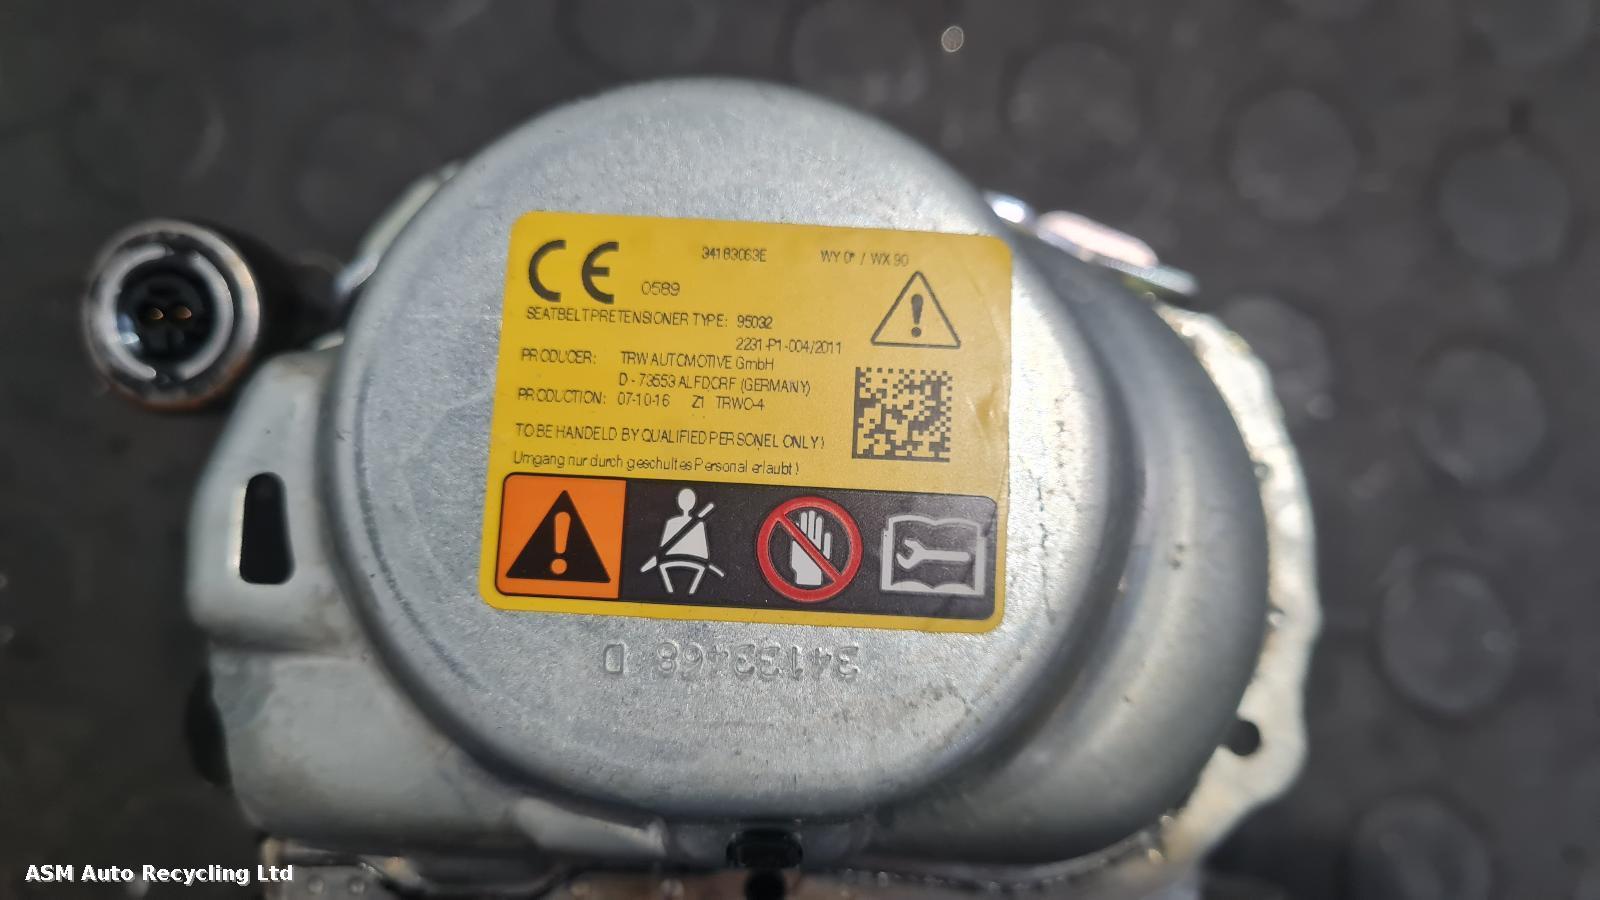 CE 0589
34183063E WY 0° / WX 90
SEATBELTPRETENSIONER TYPE: 95032
2231-P1-004/2011
PRODUCER: TRW AUTOMOTIVE GmbH
D - 73553 ALFDORF (GERMANY)
PRODUCTION: 07-10-16 Z1 TRWO-4
TO BE HANDELD BY QUALIFIED PERSONEL ONLY!
Umgang nur durch geschultes Personal erlaubt!
34133468 D
ASM Auto Recycling Ltd